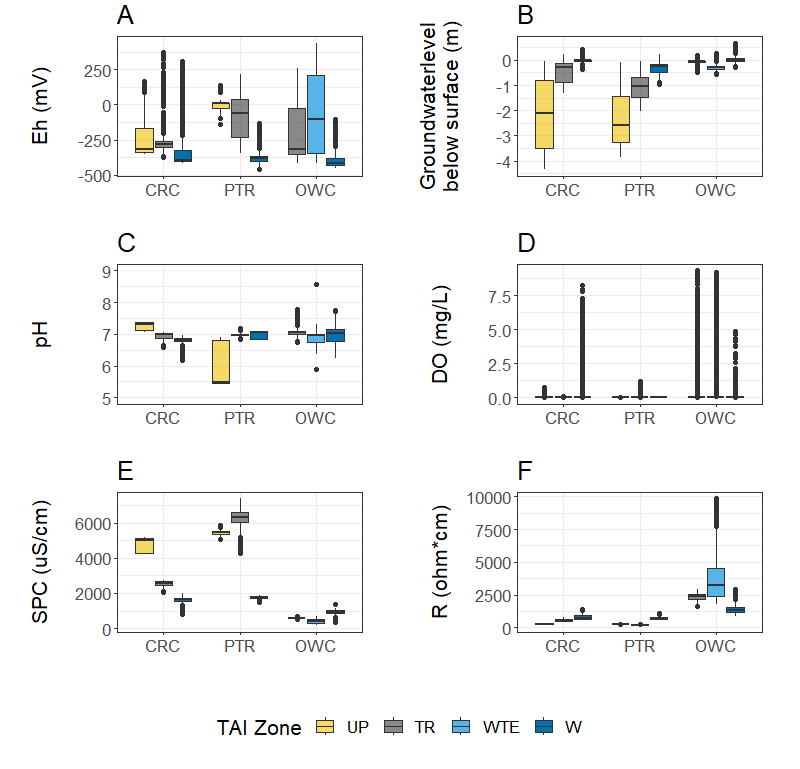 A
Eh (mV)
250
0
-250
-500
CRC PTR OWC
B
Groundwaterlevel
below surface (m)
0
-1
-2
-3
-4
CRC PTR OWC
C
pH
9
8
7
6
5
CRC PTR OWC
D
DO (mg/L)
7.5
5.0
2.5
0.0
CRC PTR OWC
E
SPC (uS/cm)
6000
4000
2000
0
CRC PTR OWC
F
R (ohm*cm)
10000
7500
5000
2500
0
CRC PTR OWC
TAI Zone UP TR WTE W